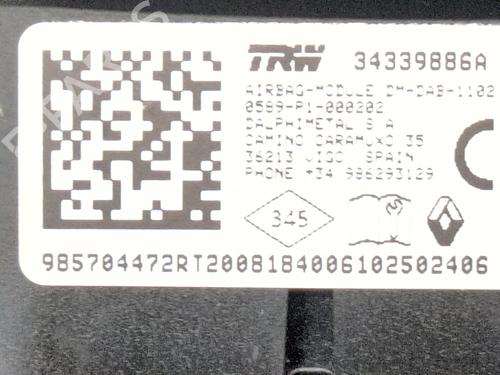 TRW 34339886A
AIRBAG-MODULE DM-DAB-1102
0589-P1-000202
DALPHIMETAL S A
CAMINO CARAMUXO 35
36213 VIGO SPAIN
PHONE +34 986293129
345
985704472RT2008184006102502406